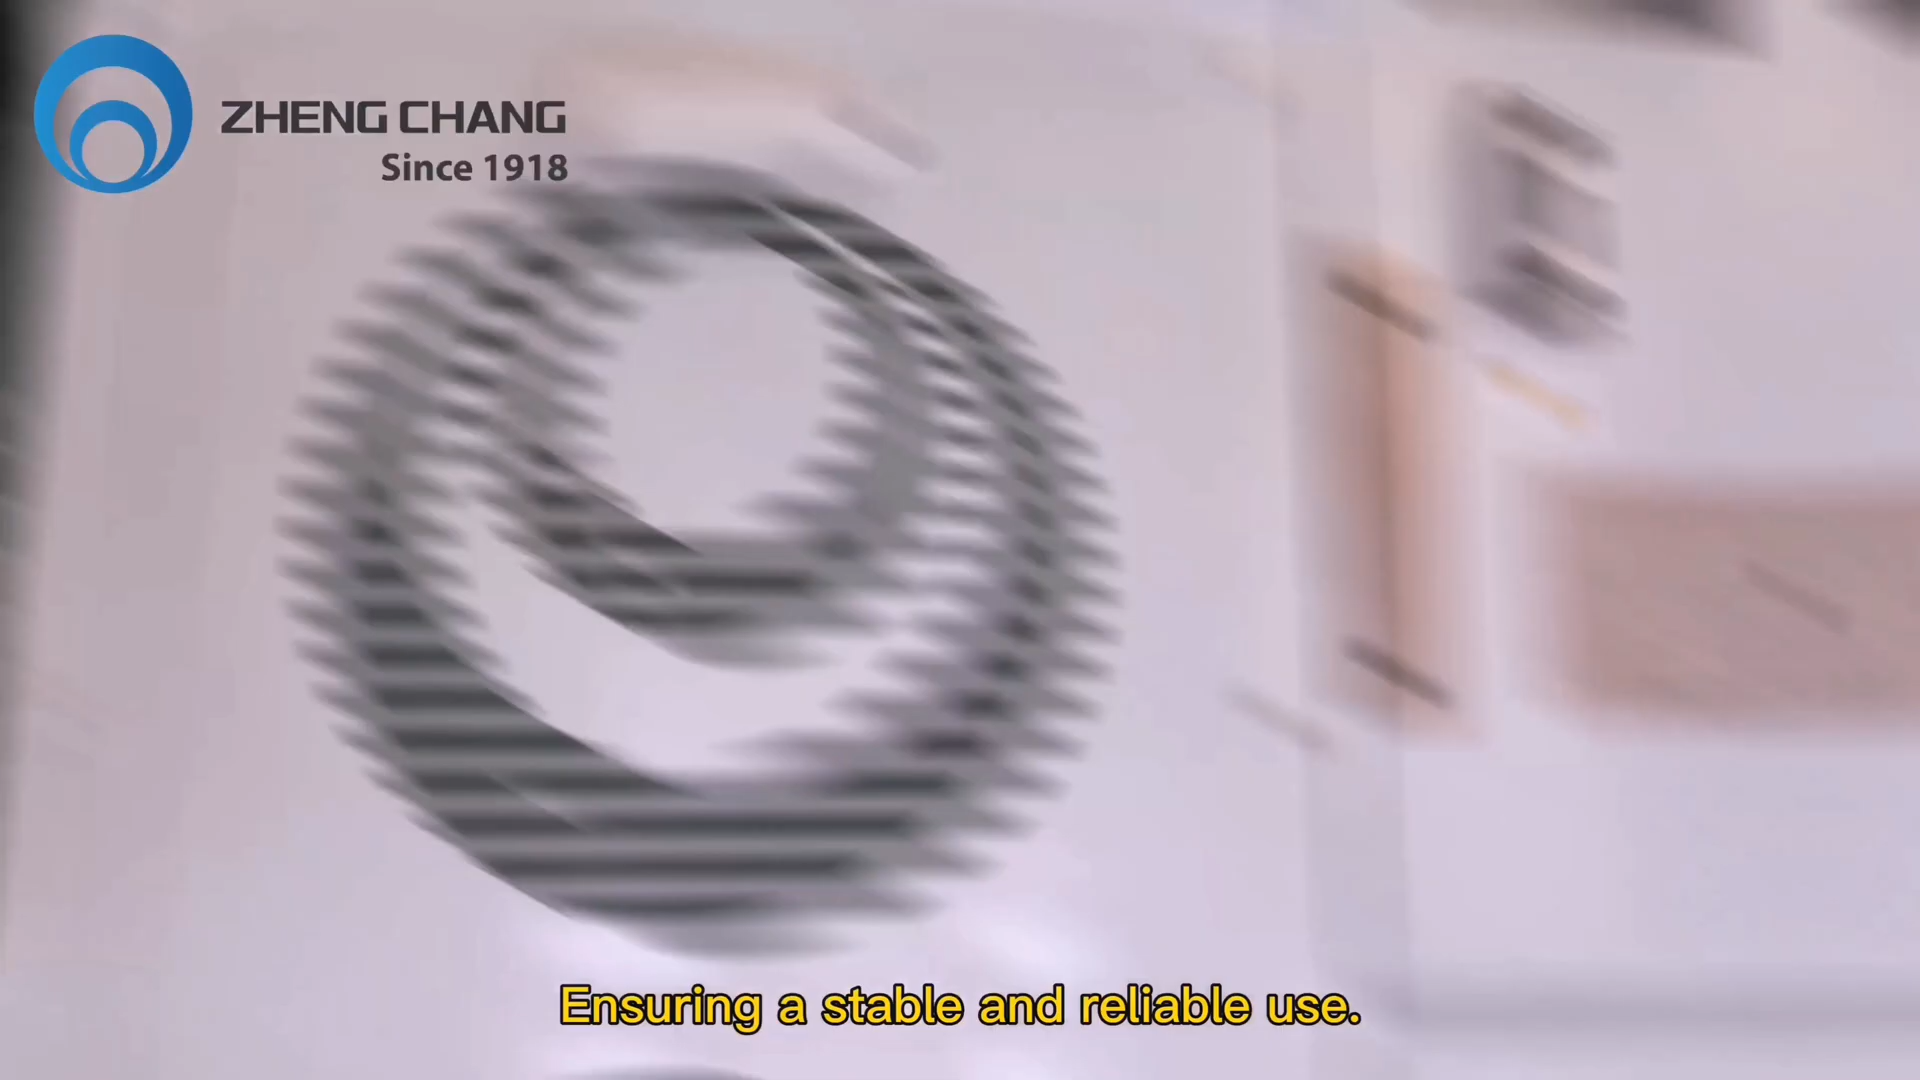 ZHENG CHANG
Since 1918
Ensuring a stable and reliable use.